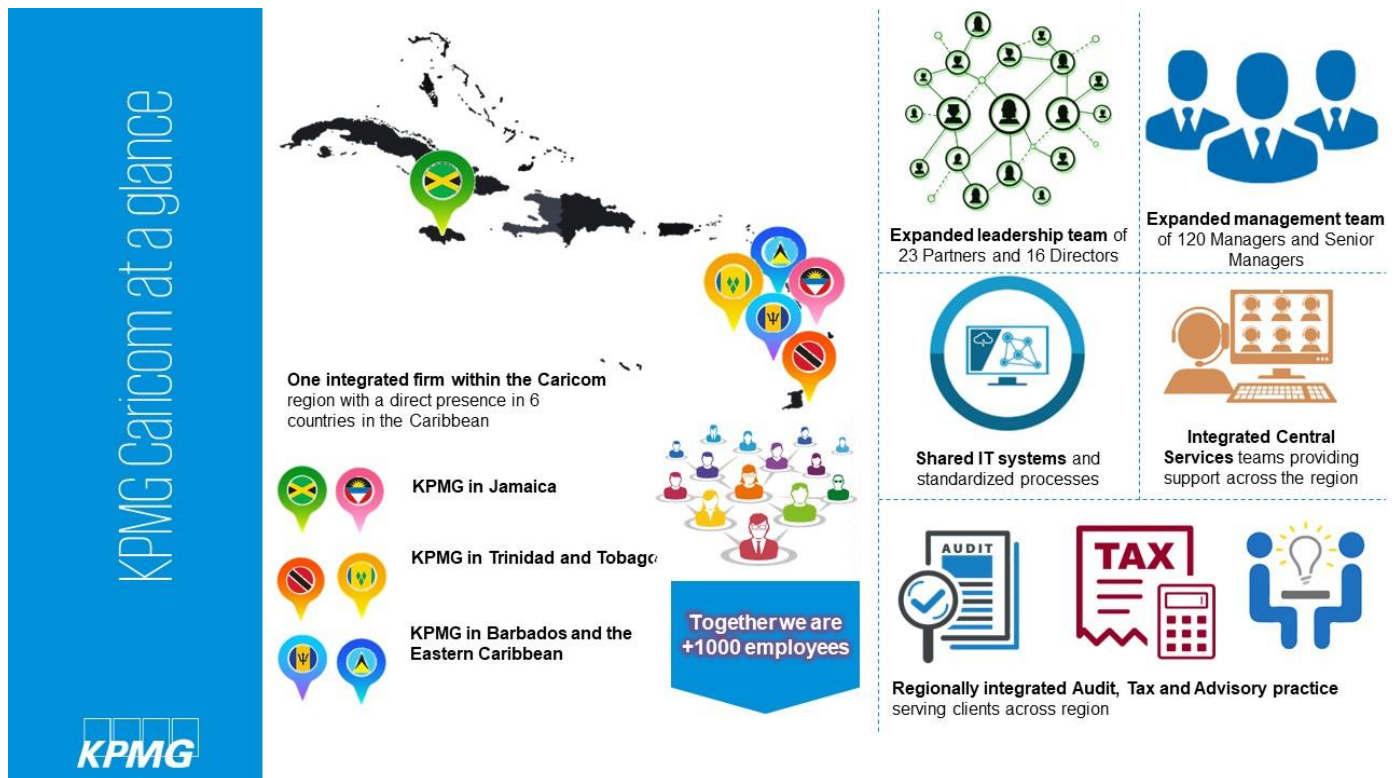 KPMG Caricom at a glance
KPMG
One integrated firm within the Caricom
region with a direct presence in 6
countries in the Caribbean
KPMG in Jamaica
KPMG in Trinidad and Tobago
KPMG in Barbados and the
Eastern Caribbean
Together we are
+1000 employees
Expanded leadership team of
23 Partners and 16 Directors
Expanded management team
of 120 Managers and Senior
Managers
Shared IT systems and
standardized processes
Integrated Central
Services teams providing
support across the region
AUDIT
TAX
Regionally integrated Audit, Tax and Advisory practice
serving clients across region